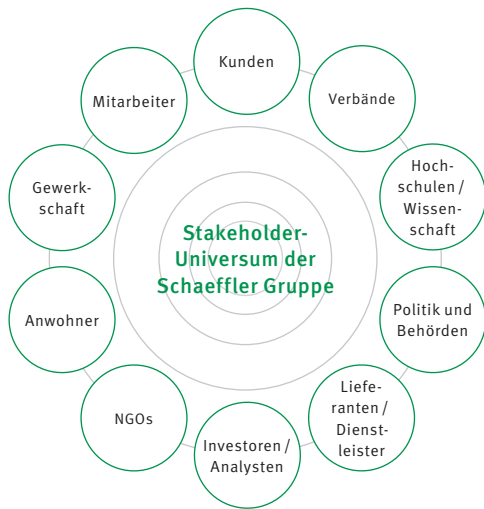 Kunden
Verbände
Hoch-
schulen /
Wissen-
schaft
Politik und
Behörden
Liefe-
ranten /
Dienst-
leister
Investoren /
Analysten
NGOs
Anwohner
Gewerk-
schaft
Mitarbeiter
Stakeholder-
Universum der
Schaeffler Gruppe